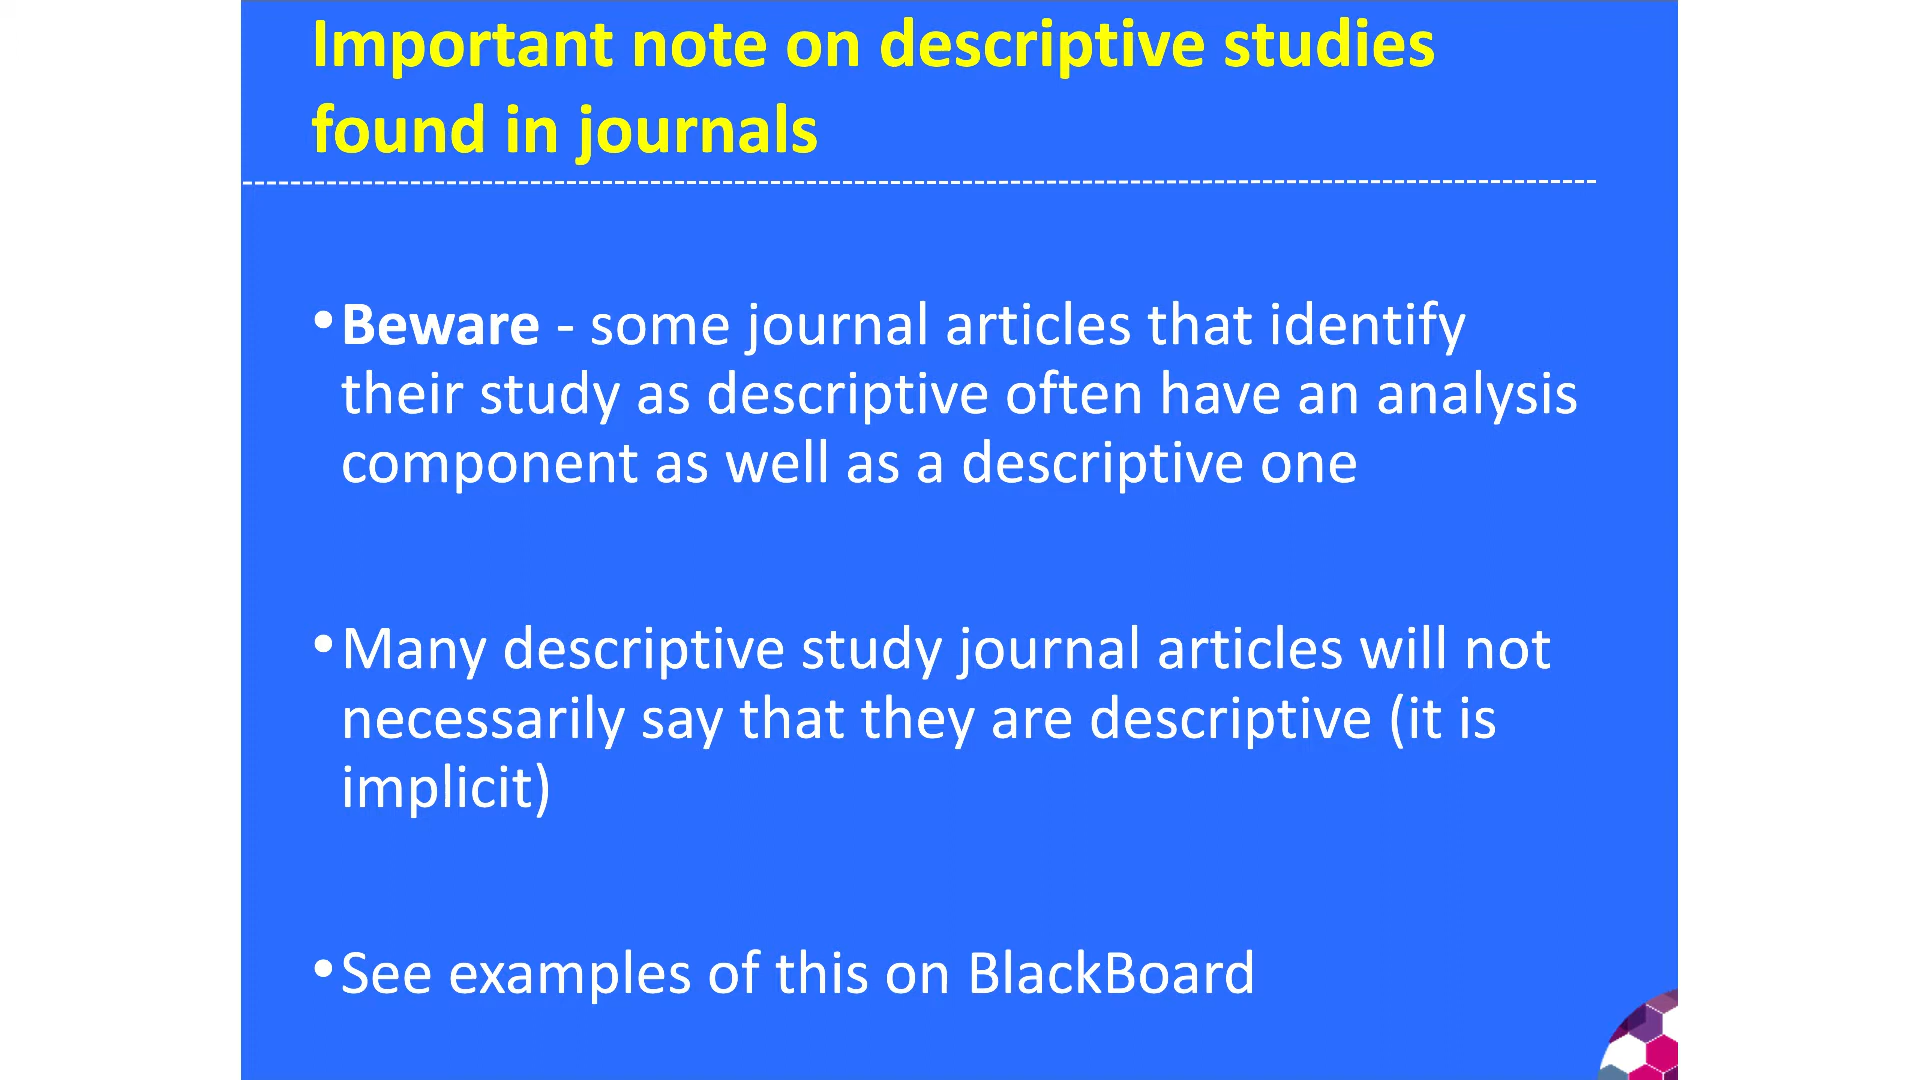 Important note on descriptive studies
found in journals
•Beware - some journal articles that identify
their study as descriptive often have an analysis
component as well as a descriptive one
•Many descriptive study journal articles will not
necessarily say that they are descriptive (it is
implicit)
•See examples of this on BlackBoard